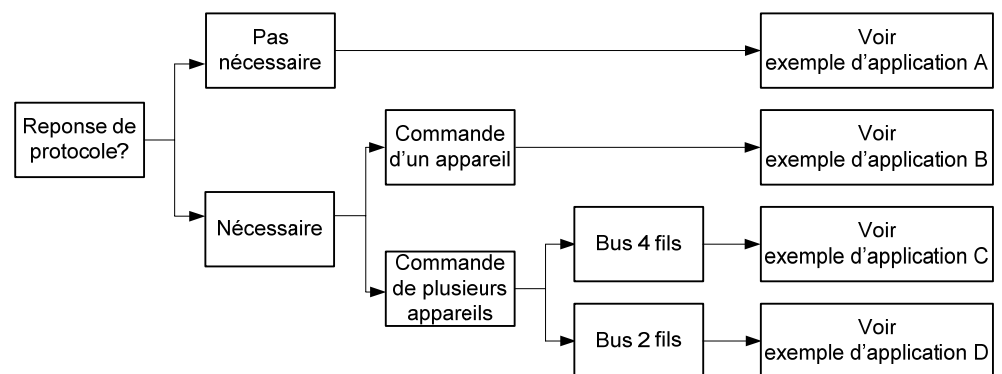 Pas
nécessaire
Voir
exemple d'application A
Reponse de
protocole?
Commande
d'un appareil
Voir
exemple d'application B
Nécessaire
Commande
de plusieurs
appareils
Bus 4 fils
Voir
exemple d'application C
Bus 2 fils
Voir
exemple d'application D